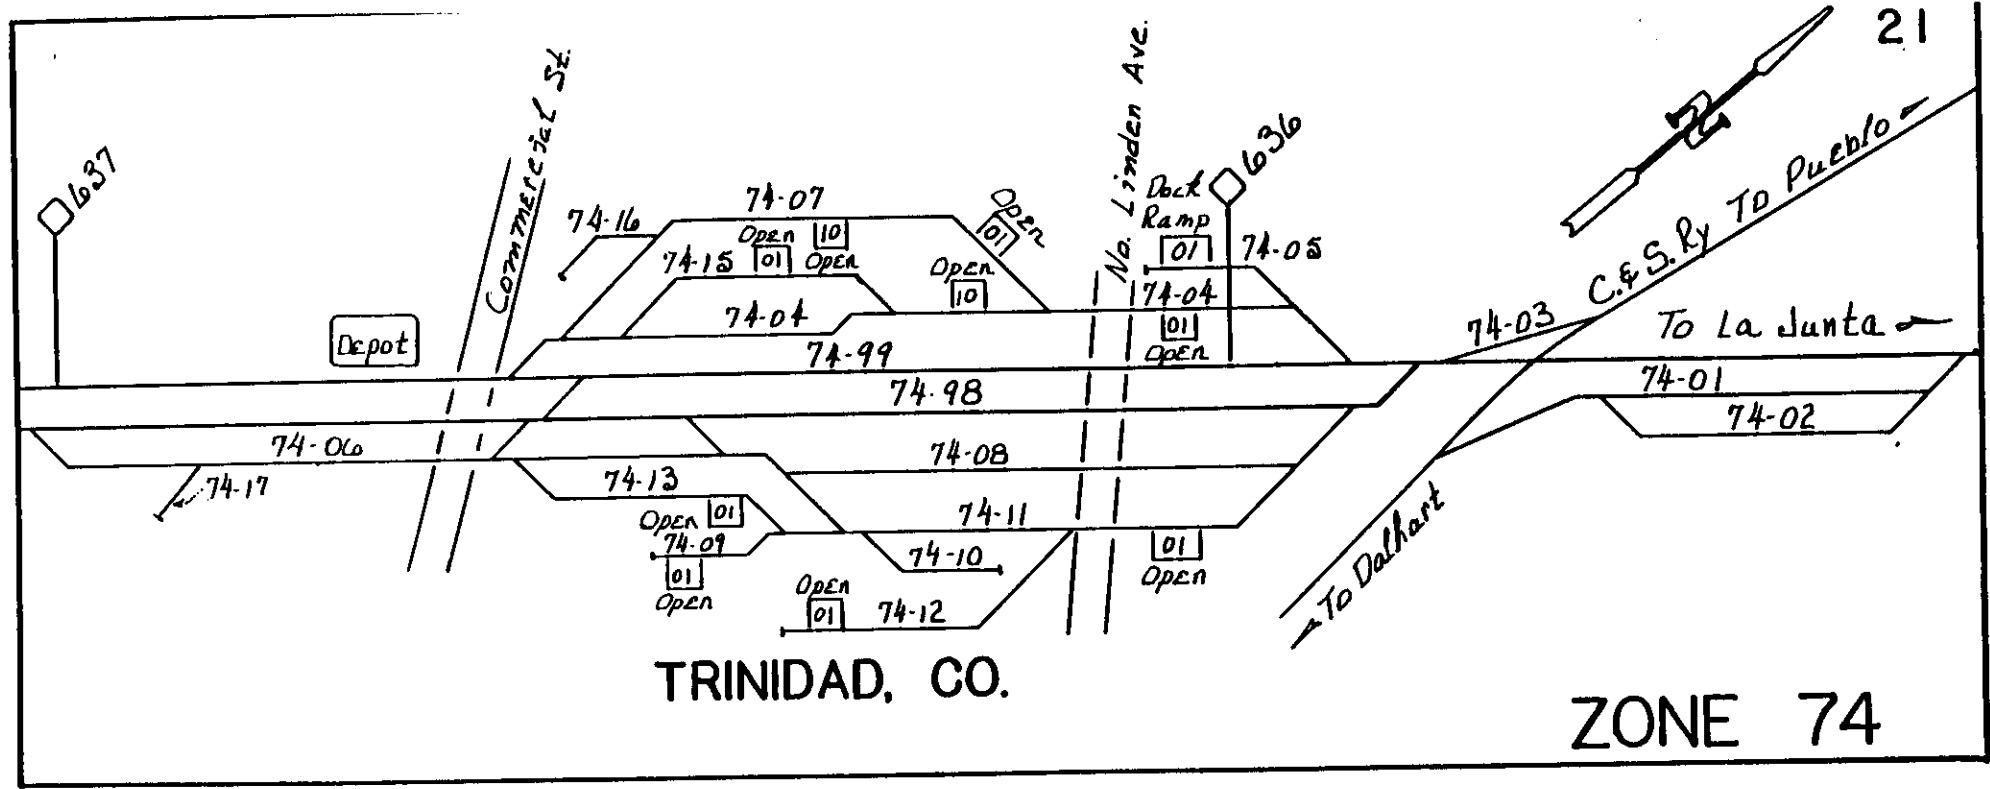 21
637
Commercial St.
No. Linden Ave.
636
N
C. & S. Ry To Pueblo
To La Junta
To Dalhart
Depot
74-16
74-07
Open
01
10
Open
Open
01
74-15
Open
10
74-04
Dock
Ramp
01
74-05
74-04
01
Open
74-03
74-99
74-98
74-01
74-02
74-06
74-17
74-08
74-13
Open 01
74-09
01
Open
74-11
74-10
01
Open
Open
01
74-12
TRINIDAD, CO.
ZONE 74